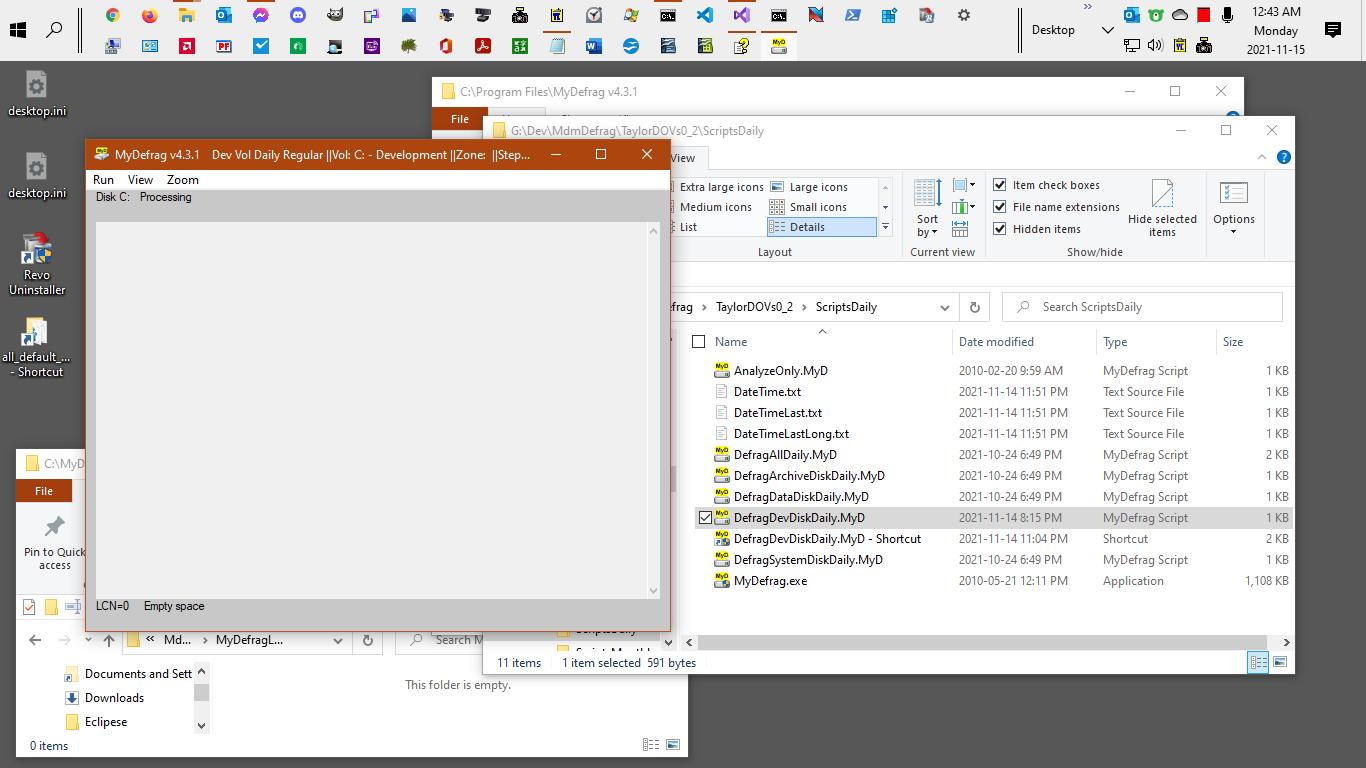 12:43 AM
Desktop
Monday
2021-11-15
desktop.ini
desktop.ini
Revo
Uninstaller
all_default_...
- Shortcut
C:\Program Files\MyDefrag v4.3.1
File
G:\Dev\MdmDefrag\TaylorDOVs0_2\ScriptsDaily
View
Extra large icons
Large icons
Medium icons
Small icons
List
Details
Layout
Sort
by
Current view
Item check boxes
File name extensions
Hidden items
Hide selected
items
Show/hide
Options
efrag > TaylorDOVs0_2 > ScriptsDaily
Search ScriptsDaily
Name Date modified Type Size
AnalyzeOnly.MyD 2010-02-20 9:59 AM MyDefrag Script 1 KB
DateTime.txt 2021-11-14 11:51 PM Text Source File 1 KB
DateTimeLast.txt 2021-11-14 11:51 PM Text Source File 1 KB
DateTimeLastLong.txt 2021-11-14 11:51 PM Text Source File 1 KB
DefragAllDaily.MyD 2021-10-24 6:49 PM MyDefrag Script 2 KB
DefragArchiveDiskDaily.MyD 2021-10-24 6:49 PM MyDefrag Script 1 KB
DefragDataDiskDaily.MyD 2021-10-24 6:49 PM MyDefrag Script 1 KB
DefragDevDiskDaily.MyD 2021-11-14 8:15 PM MyDefrag Script 1 KB
DefragDevDiskDaily.MyD - Shortcut 2021-11-14 11:04 PM Shortcut 2 KB
DefragSystemDiskDaily.MyD 2021-10-24 6:49 PM MyDefrag Script 1 KB
MyDefrag.exe 2010-05-21 12:11 PM Application 1,108 KB
11 items 1 item selected 591 bytes
MyDefrag v4.3.1 Dev Vol Daily Regular ||Vol: C: - Development ||Zone: ||Step...
Run View Zoom
Disk C: Processing
LCN=0 Empty space
C:\MyD
File
Pin to Quick
access
« Md... > MyDefragL...
Search M
Documents and Sett
Downloads
Eclipese
This folder is empty.
0 items